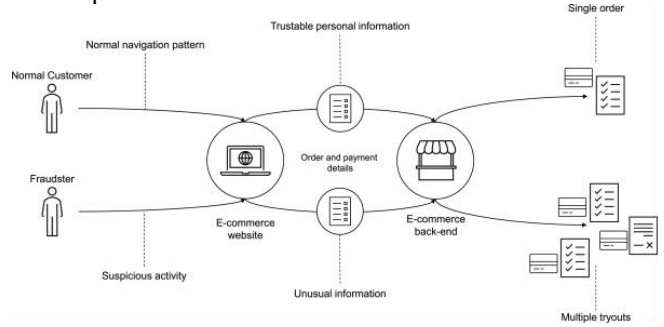 Single order
Trustable personal information
Normal navigation pattern
Normal Customer
Order and payment
details
Fraudster
E-commerce
website
E-commerce
back-end
Suspicious activity
Unusual information
Multiple tryouts